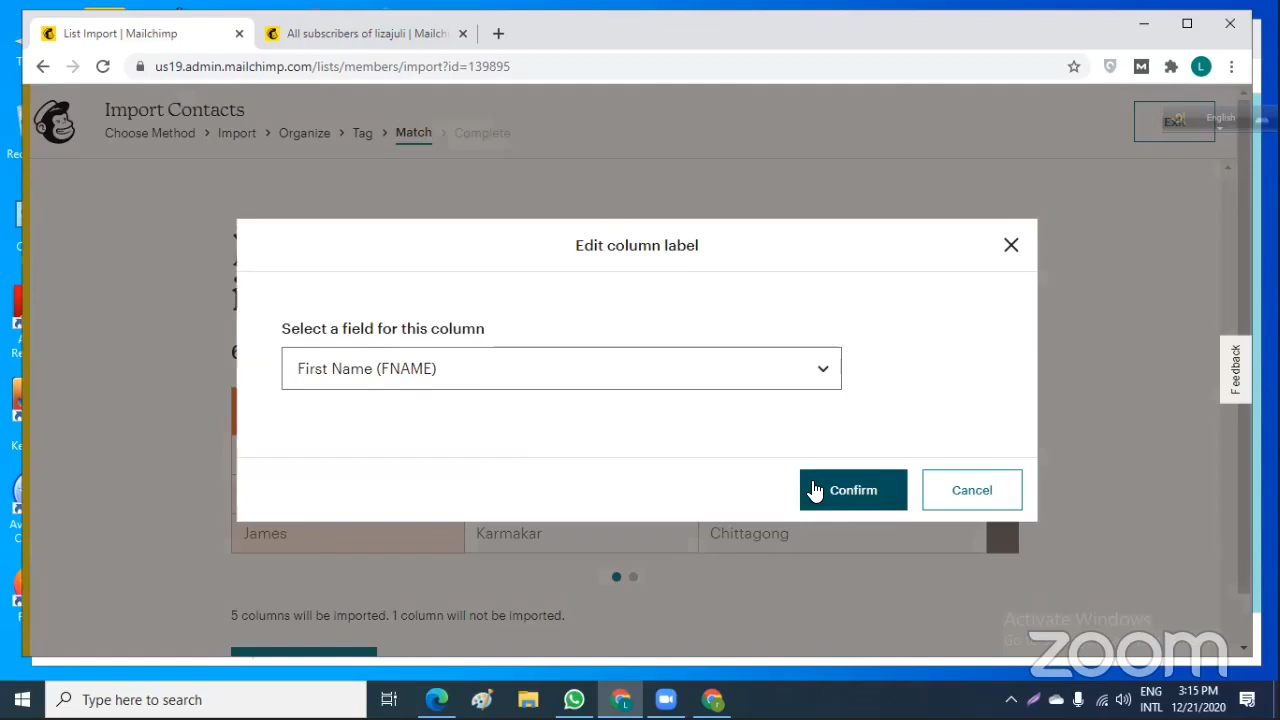 List Import | Mailchimp
All subscribers of lizajuli | Mailch
us19.admin.mailchimp.com/lists/members/import?id=139895
M
L
Import Contacts
Choose Method > Import > Organize > Tag > Match > Complete
Exit
English
Edit column label
Select a field for this column
First Name (FNAME)
Confirm
Cancel
Feedback
James
Karmakar
Chittagong
5 columns will be imported. 1 column will not be imported.
Activate Windows
zoom
Type here to search
ENG
INTL
3:15 PM
12/21/2020